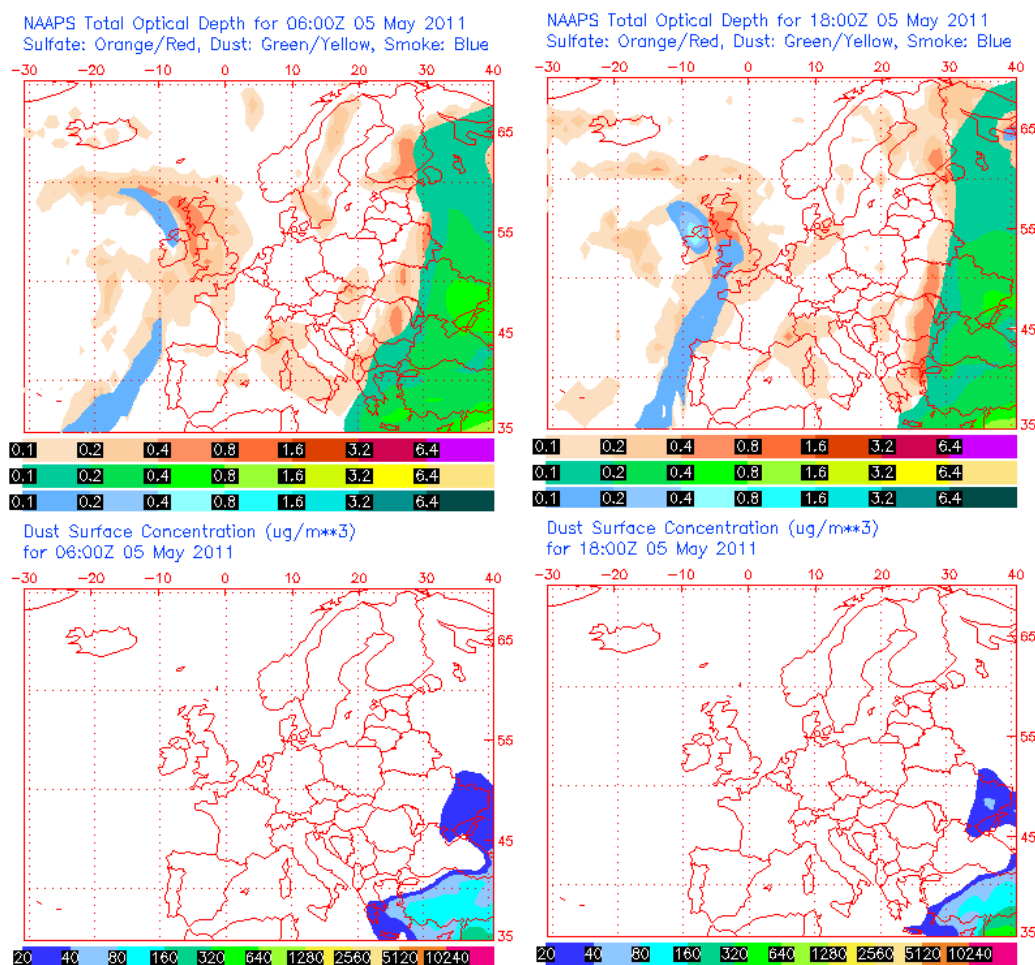 NAAPS Total Optical Depth for 06:00Z 05 May 2011
Sulfate: Orange/Red, Dust: Green/Yellow, Smoke: Blue
-30 -20 -10 0 10 20 30 40
65
55
45
35
0.1 0.2 0.4 0.8 1.6 3.2 6.4
0.1 0.2 0.4 0.8 1.6 3.2 6.4
0.1 0.2 0.4 0.8 1.6 3.2 6.4
NAAPS Total Optical Depth for 18:00Z 05 May 2011
Sulfate: Orange/Red, Dust: Green/Yellow, Smoke: Blue
-30 -20 -10 0 10 20 30 40
65
55
45
35
0.1 0.2 0.4 0.8 1.6 3.2 6.4
0.1 0.2 0.4 0.8 1.6 3.2 6.4
0.1 0.2 0.4 0.8 1.6 3.2 6.4
Dust Surface Concentration (ug/m**3)
for 06:00Z 05 May 2011
-30 -20 -10 0 10 20 30 40
65
55
45
35
20 40 80 160 320 640 1280 2560 5120 10240
Dust Surface Concentration (ug/m**3)
for 18:00Z 05 May 2011
-30 -20 -10 0 10 20 30 40
65
55
45
35
20 40 80 160 320 640 1280 2560 5120 10240